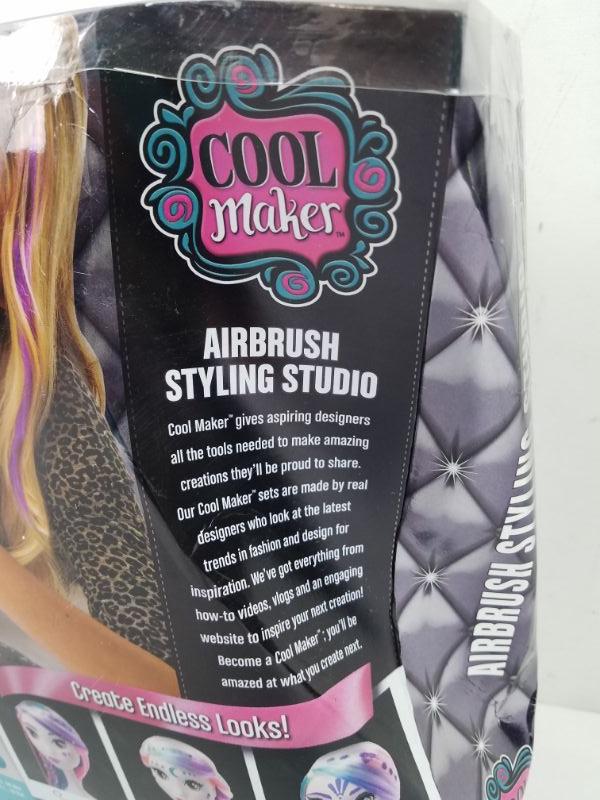 COOL
Maker™
AIRBRUSH
STYLING STUDIO
Cool Maker™ gives aspiring designers
all the tools needed to make amazing
creations they'll be proud to share.
Our Cool Maker™ sets are made by real
designers who look at the latest
trends in fashion and design for
inspiration. We've got everything from
how-to videos, vlogs and an engaging
website to inspire your next creation!
Become a Cool Maker™; you'll be
amazed at what you create next.
Create Endless Looks!
AIRBRUSH STYLING